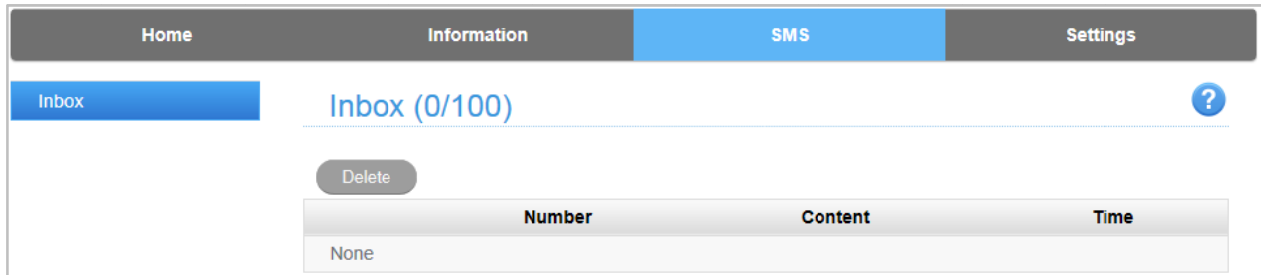 Home Information SMS Settings
Inbox
Inbox (0/100) ?
Delete
Number Content Time
None